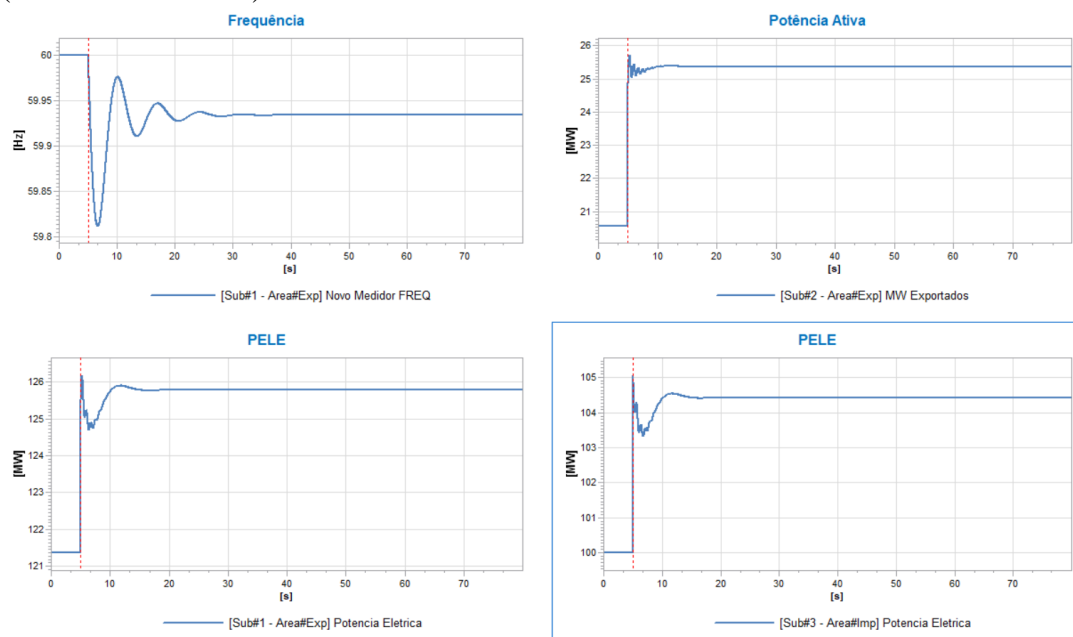 Frequência
60
59.95
59.9
59.85
59.8
[Hz]
0 10 20 30 40 50 60 70
[s]
[Sub#1 - Area#Exp] Novo Medidor FREQ
Potência Ativa
26
25
24
23
22
21
[MW]
0 10 20 30 40 50 60 70
[s]
[Sub#2 - Area#Exp] MW Exportados
PELE
126
125
124
123
122
121
[MW]
0 10 20 30 40 50 60 70
[s]
[Sub#1 - Area#Exp] Potencia Eletrica
PELE
105
104
103
102
101
100
[MW]
0 10 20 30 40 50 60 70
[s]
[Sub#3 - Area#Imp] Potencia Eletrica